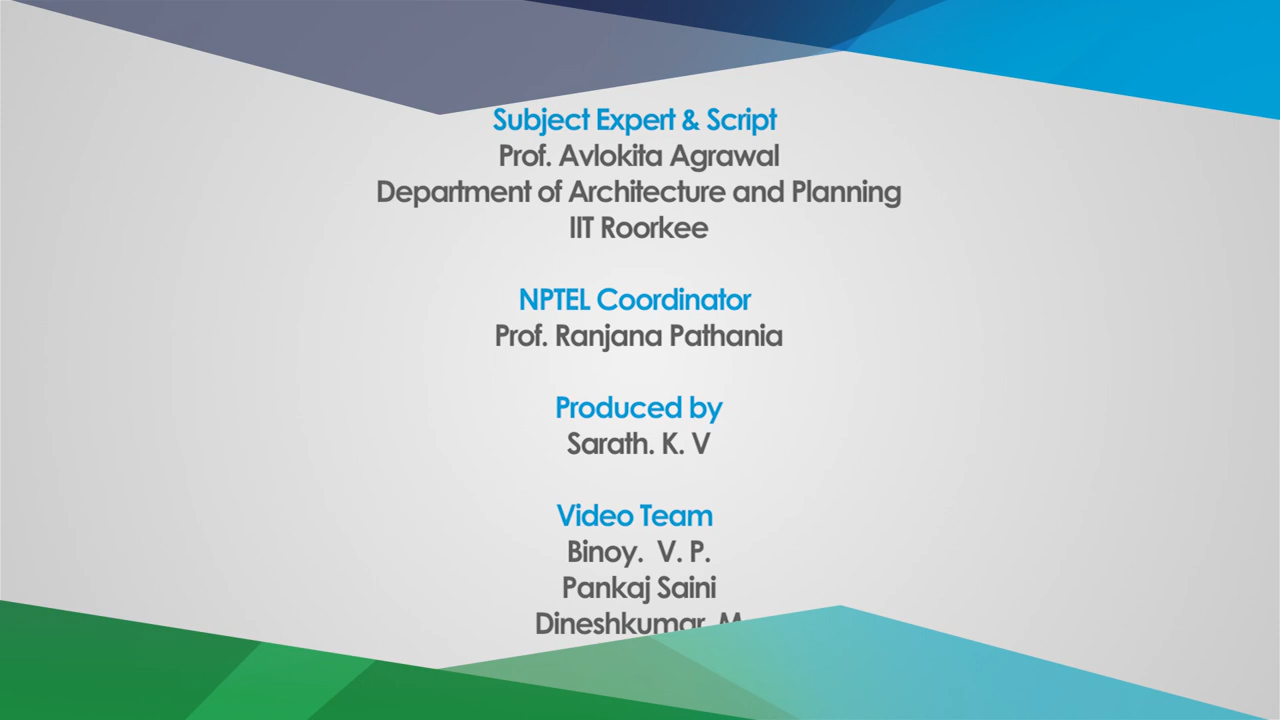 Subject Expert & Script
Prof. Avlokita Agrawal
Department of Architecture and Planning
IIT Roorkee
NPTEL Coordinator
Prof. Ranjana Pathania
Produced by
Sarath. K. V
Video Team
Binoy.  V. P.
Pankaj Saini
Dineshkumar. M